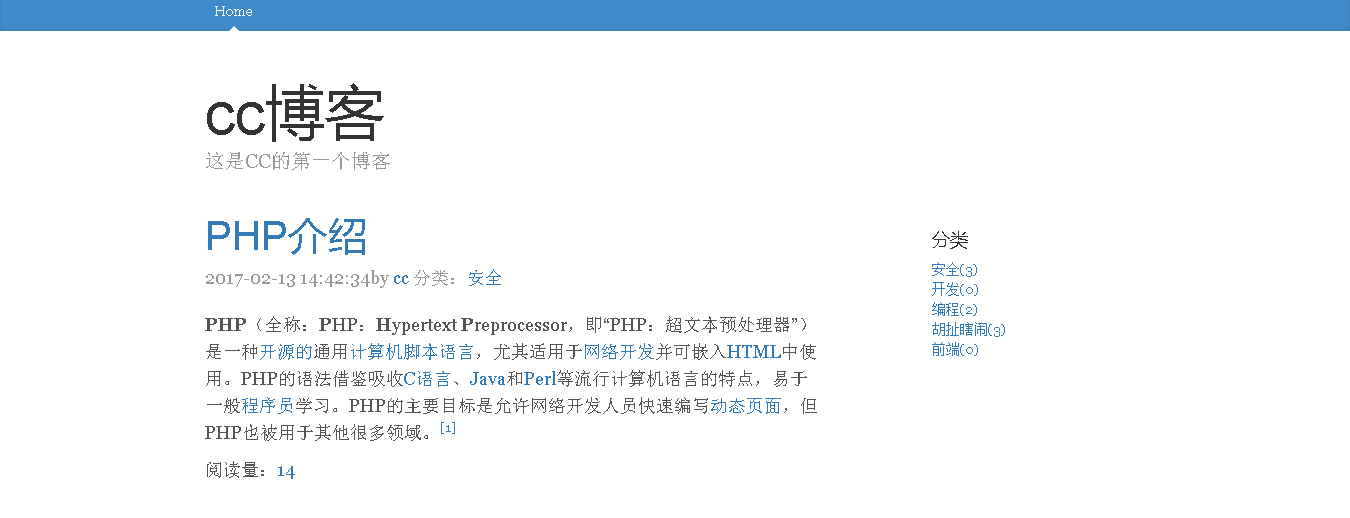 Home
cc博客
这是CC的第一个博客
PHP介绍
2017-02-13 14:42:34by cc 分类：安全
PHP（全称：PHP：Hypertext Preprocessor，即“PHP：超文本预处理器”）
是一种开源的通用计算机脚本语言，尤其适用于网络开发并可嵌入HTML中使
用。PHP的语法借鉴吸收C语言、Java和Perl等流行计算机语言的特点，易于
一般程序员学习。PHP的主要目标是允许网络开发人员快速编写动态页面，但
PHP也被用于其他很多领域。[1]
阅读量：14
分类
安全(3)
开发(0)
编程(2)
胡扯瞎闹(3)
前端(0)